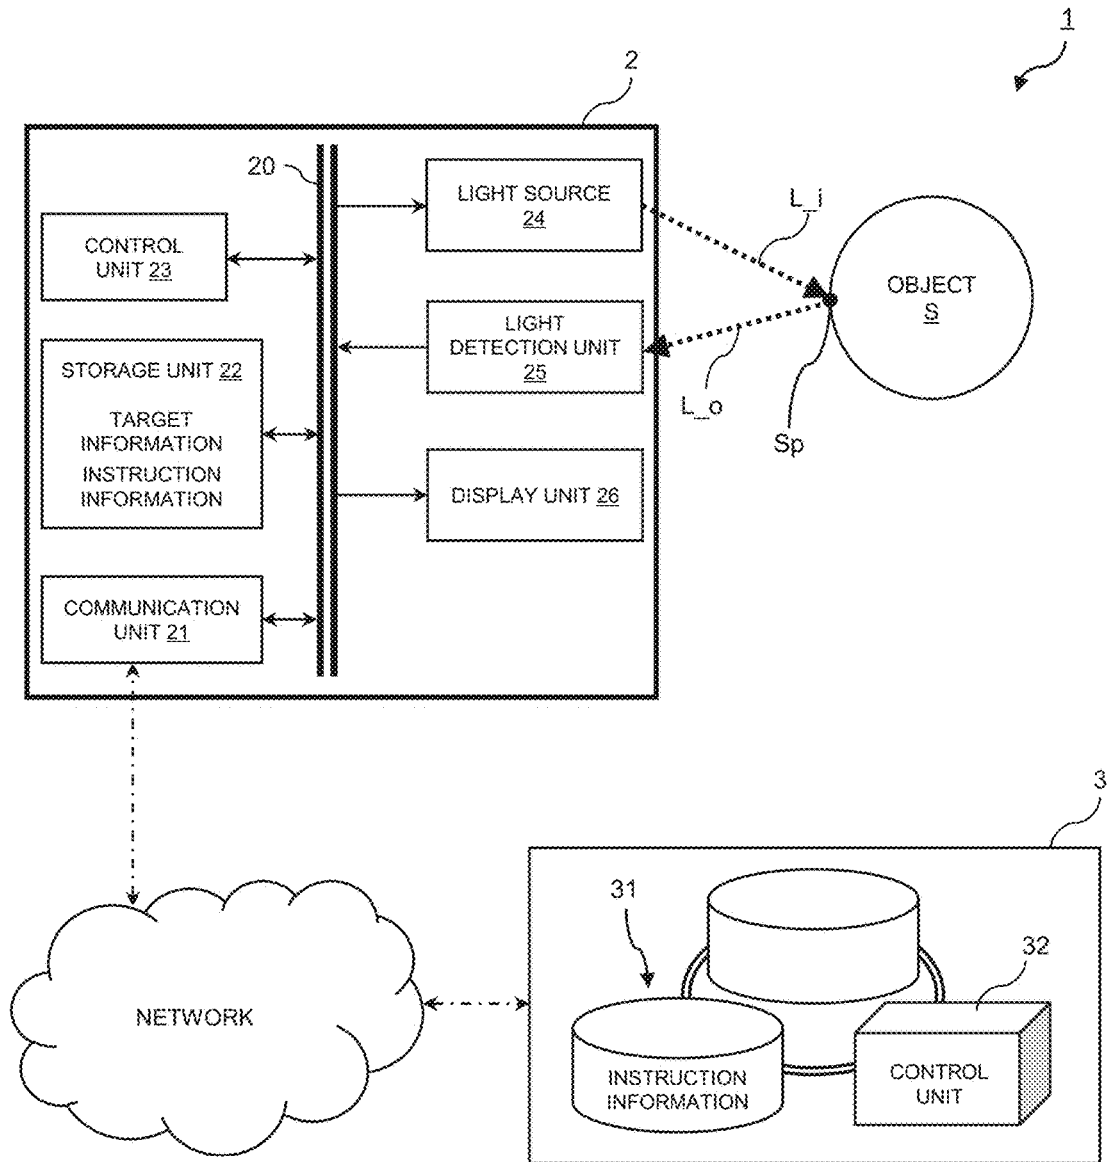 1
2
20
LIGHT SOURCE
24
L_i
CONTROL
UNIT 23
OBJECT
S
LIGHT
DETECTION UNIT
25
STORAGE UNIT 22
TARGET
INFORMATION
INSTRUCTION
INFORMATION
L_o
Sp
DISPLAY UNIT 26
COMMUNICATION
UNIT 21
3
31
32
NETWORK
INSTRUCTION
INFORMATION
CONTROL
UNIT